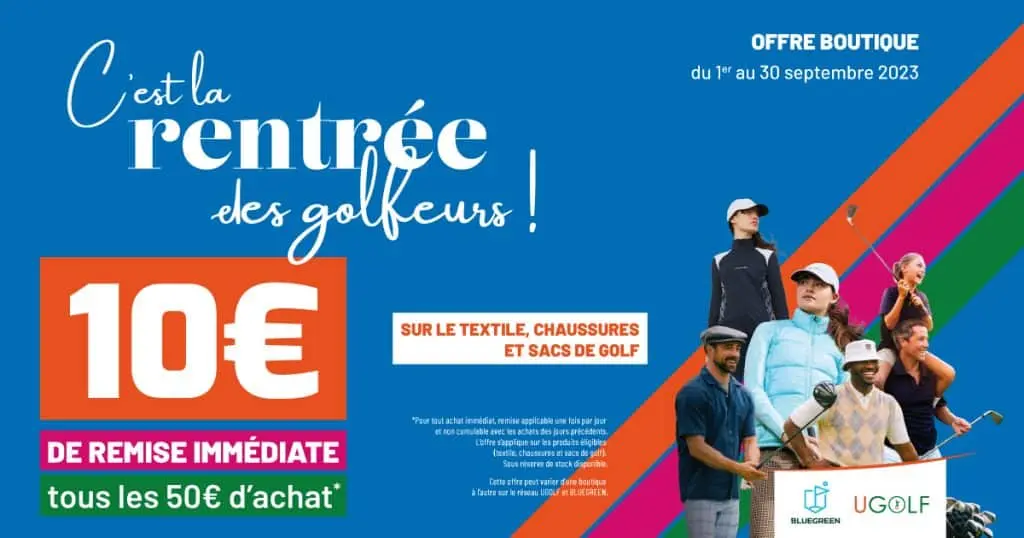 C'est la
rentrée
des golfeurs !
OFFRE BOUTIQUE
du 1er au 30 septembre 2023
10€
DE REMISE IMMÉDIATE
tous les 50€ d'achat*
SUR LE TEXTILE, CHAUSSURES
ET SACS DE GOLF
*Pour tout achat immédiat, remise applicable une fois par jour
et non cumulable avec les achats des jours précédents.
L'offre s'applique sur les produits éligibles
(textile, chaussures et sacs de golf).
Sous réserve de stock disponible.
Cette offre peut varier d'une boutique
à l'autre sur le réseau UGOLF et BLUEGREEN.
BLUEGREEN
UGOLF